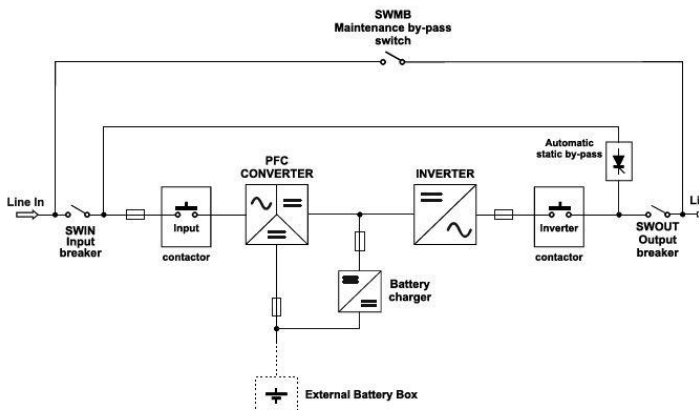 SWMB
Maintenance by-pass
switch
Automatic
static by-pass
PFC
CONVERTER
INVERTER
Line In
Li
SWIN
Input
breaker
Input
contactor
Inverter
contactor
SWOUT
Output
breaker
Battery
charger
External Battery Box